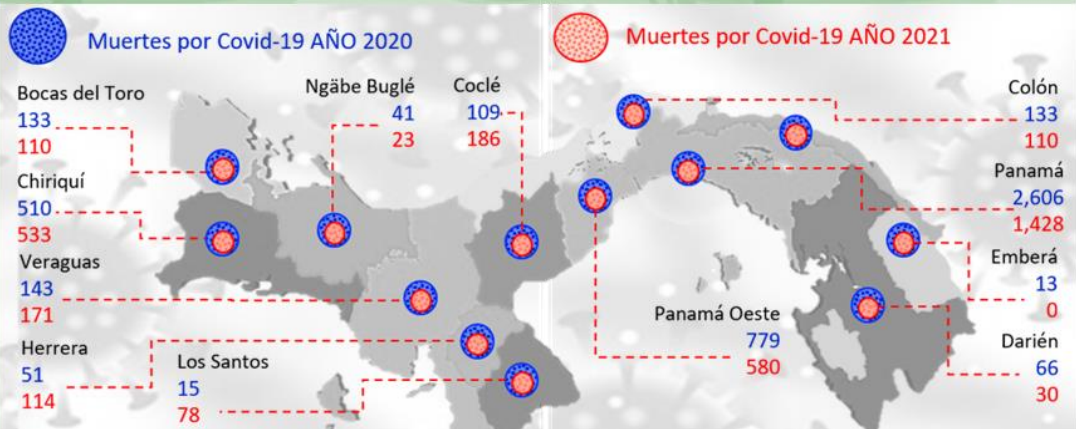 Muertes por Covid-19 AÑO 2020
Muertes por Covid-19 AÑO 2021
Bocas del Toro
133
110
Chiriquí
510
533
Veraguas
143
171
Herrera
51
114
Los Santos
15
78
Ngäbe Buglé
41
23
Coclé
109
186
Colón
133
110
Panamá
2,606
1,428
Emberá
13
0
Panamá Oeste
779
580
Darién
66
30